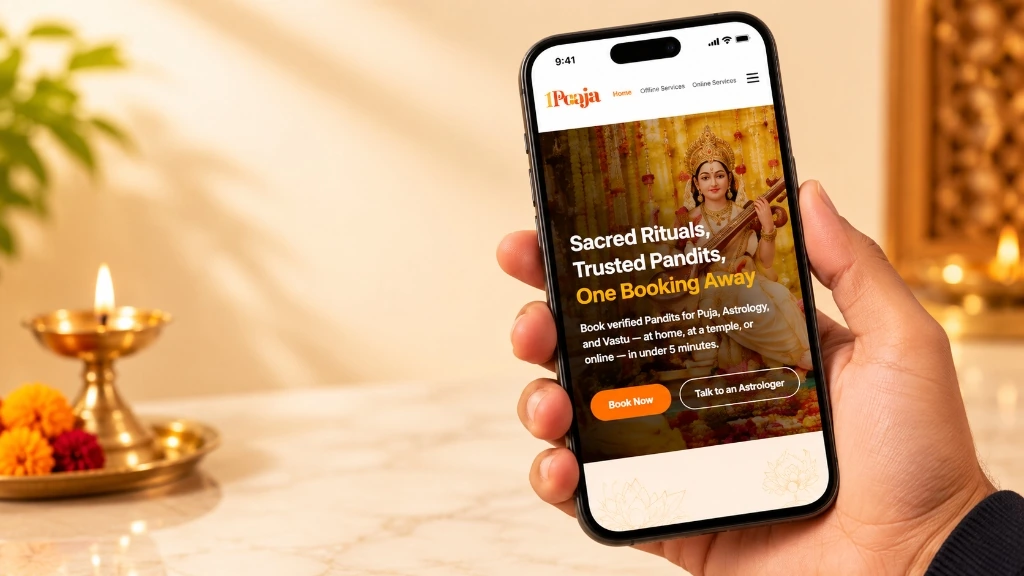 9:41
1Pooja Home Offline Services Online Services
Sacred Rituals,
Trusted Pandits,
One Booking Away
Book verified Pandits for Puja, Astrology,
and Vastu — at home, at a temple, or
online — in under 5 minutes.
Book Now Talk to an Astrologer